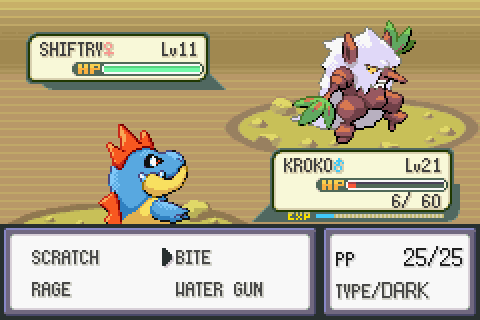 SHIFTRY♀ Lv11
HP
KROKO♂ Lv21
HP
6/ 60
EXP
SCRATCH BITE
RAGE WATER GUN
PP 25/25
TYPE/DARK